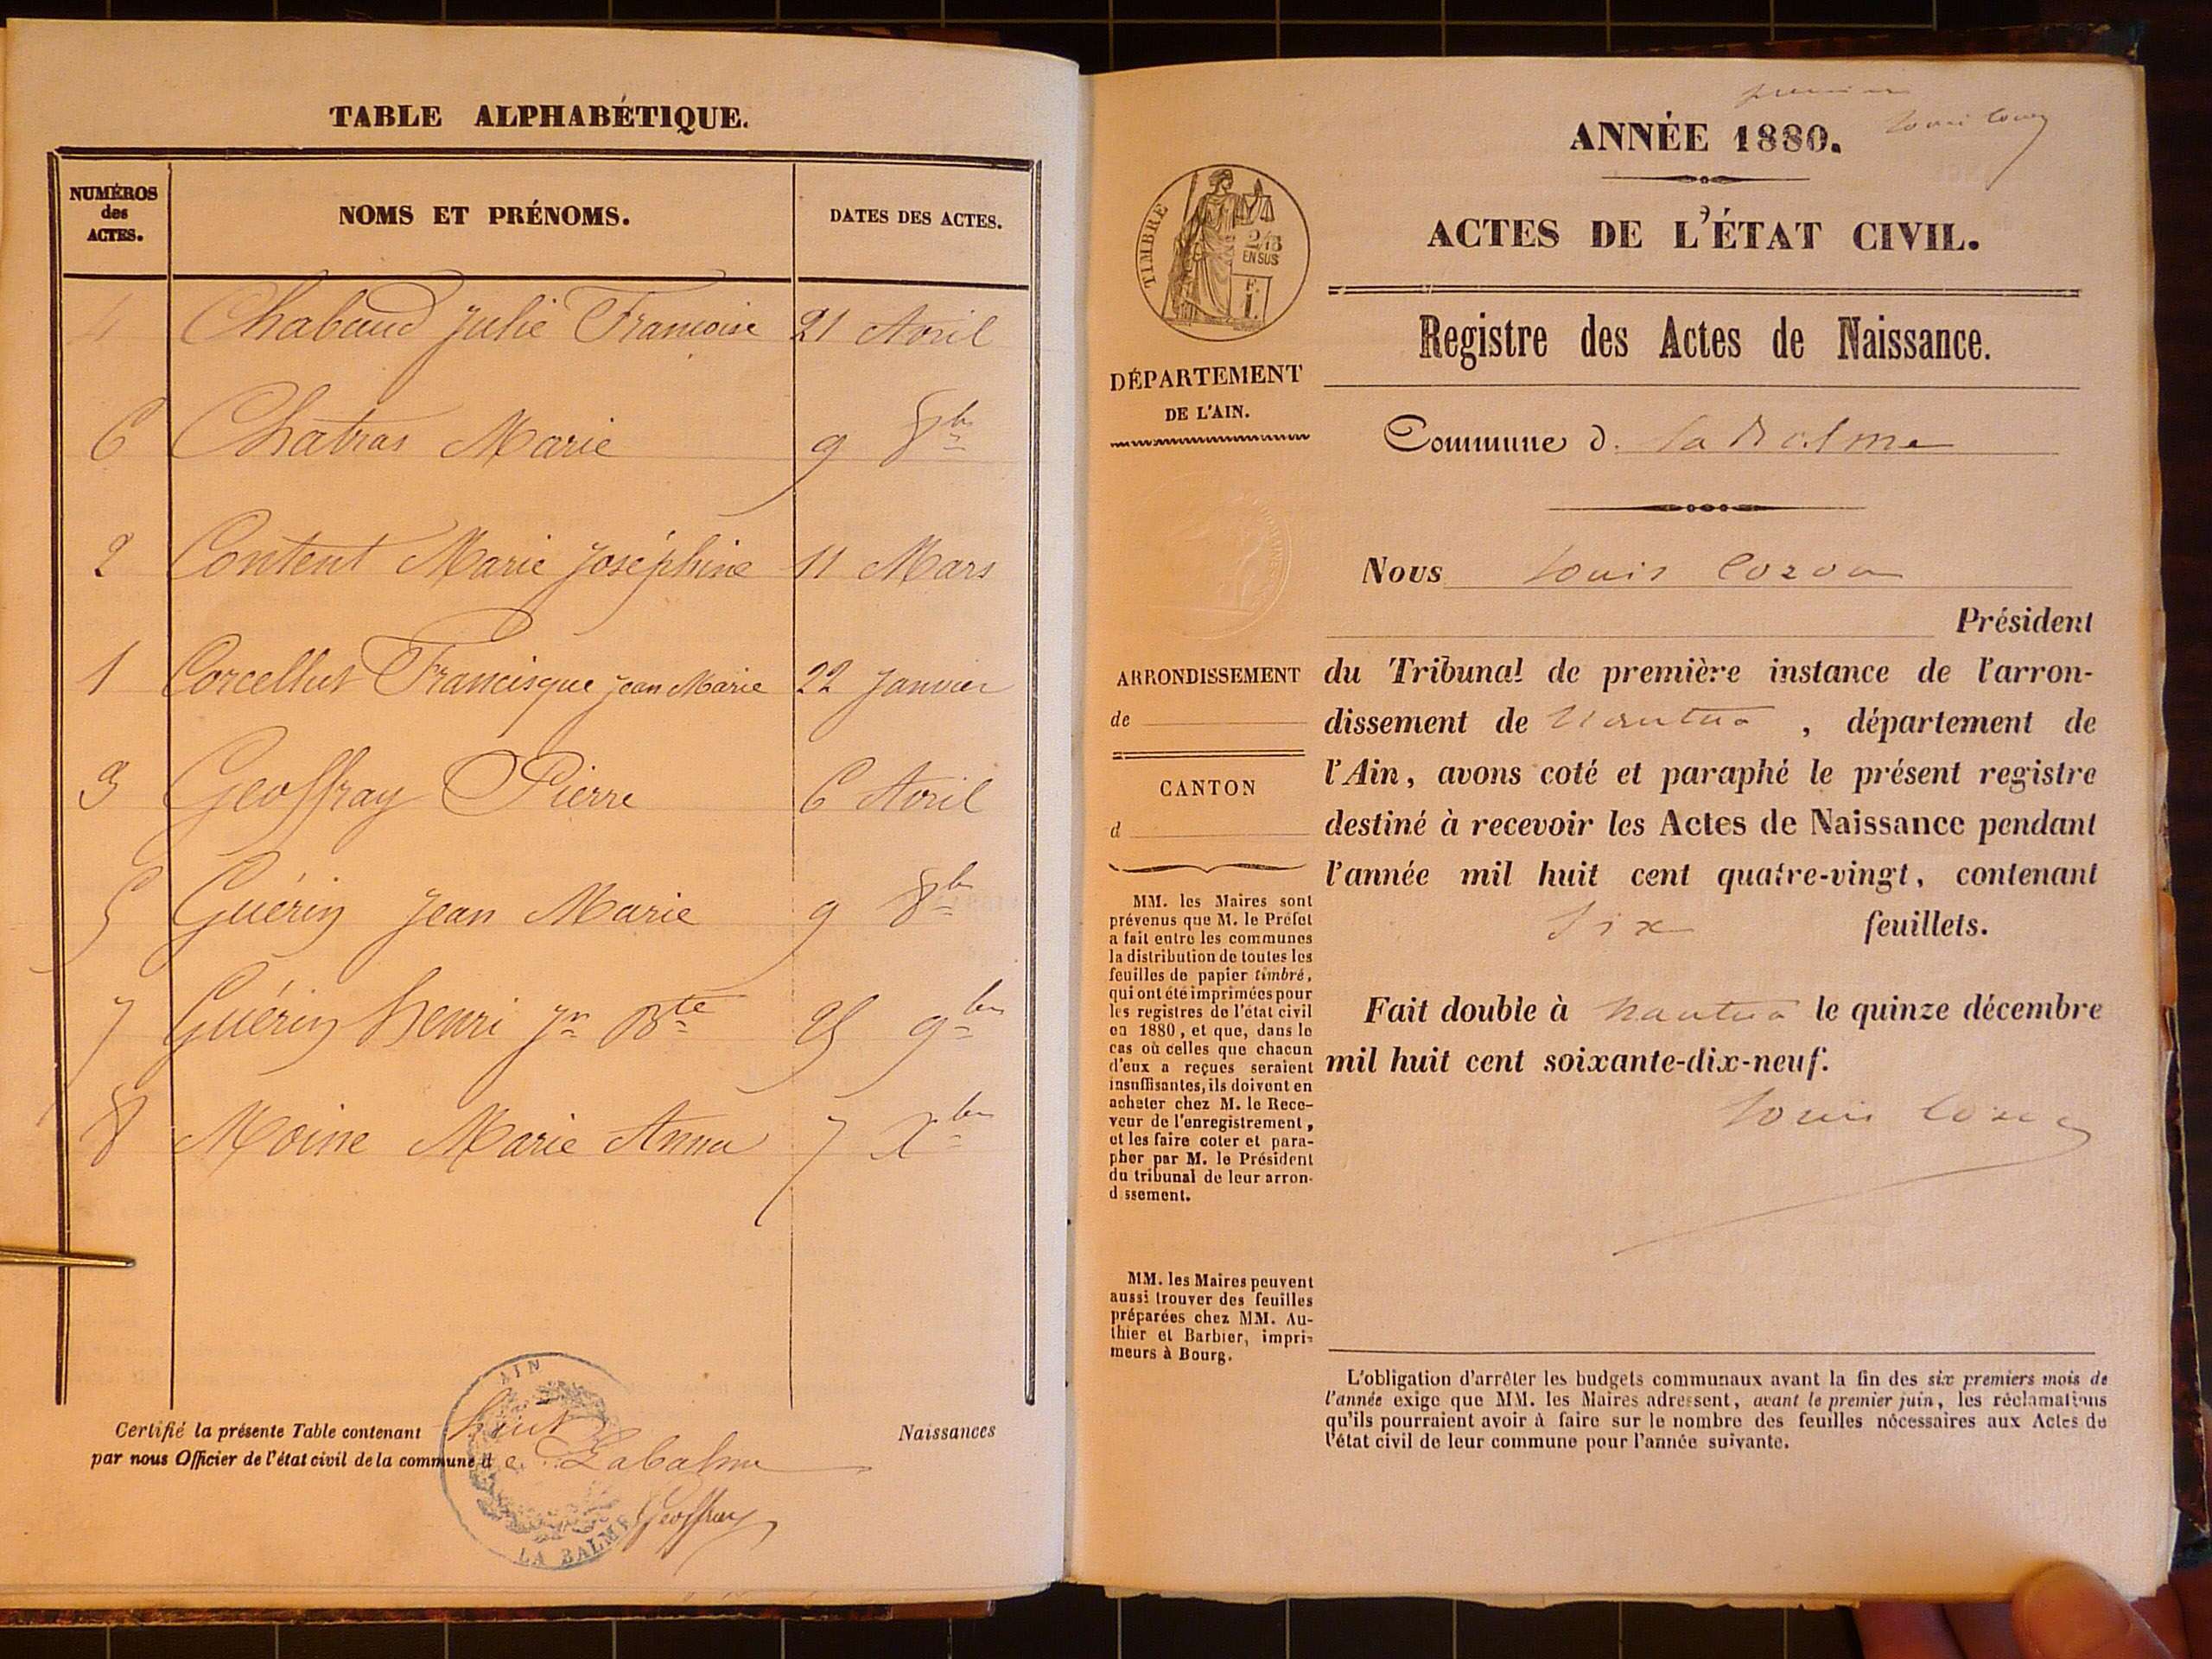 TABLE ALPHABÉTIQUE.
NUMÉROS
des
ACTES.
NOMS ET PRÉNOMS.
DATES DES ACTES.
4 Chabaud Julie Francoise 21 Avril
6 Chatras Marie 9 8bre
2 Content Marie Joséphine 11 Mars
1 Corcellut Francisque Jean Marie 22 Janvier
3 Geoffray Pierre 6 Avril
5 Guérin Jean Marie 9 8bre
7 Guérin henri Jn Bte 25 9bre
8 Moine Marie Anna 7 Xbre
Certifié la présente Table contenant huit Naissances
par nous Officier de l'état civil de la commune de Labalme
AIN
LA BALME
Geoffray
premier
Louis
ANNÉE 1880.
ACTES DE L'ÉTAT CIVIL.
TIMBRE
2/10
EN SUS
F.
1.
Registre des Actes de Naissance.
DÉPARTEMENT
DE L'AIN.
Commune d. La Balme
Nous Louis
Président
ARRONDISSEMENT
de
CANTON
d
du Tribunal de première instance de l'arron-
dissement de Nantua, département de
l'Ain, avons coté et paraphé le présent registre
destiné à recevoir les Actes de Naissance pendant
l'année mil huit cent quatre-vingt, contenant
Six feuillets.
Fait double à Nantua le quinze décembre
mil huit cent soixante-dix-neuf.
Louis
MM. les Maires sont
prévenus que M. le Préfet
a fait entre les communes
la distribution de toutes les
feuilles de papier timbré,
qui ont été imprimées pour
les registres de l'état civil
en 1880, et que, dans le
cas où celles que chacun
d'eux a reçues seraient
insuffisantes, ils doivent en
acheter chez M. le Rece-
veur de l'enregistrement,
et les faire coter et para-
pher par M. le Président
du tribunal de leur arron-
d ssement.
MM. les Maires peuvent
aussi trouver des feuilles
préparées chez MM. Au-
thier et Barbier, impri-
meurs à Bourg.
L'obligation d'arrêter les budgets communaux avant la fin des six premiers mois de
l'année exige que MM. les Maires adressent, avant le premier juin, les réclamations
qu'ils pourraient avoir à faire sur le nombre des feuilles nécessaires aux Actes de
l'état civil de leur commune pour l'année suivante.